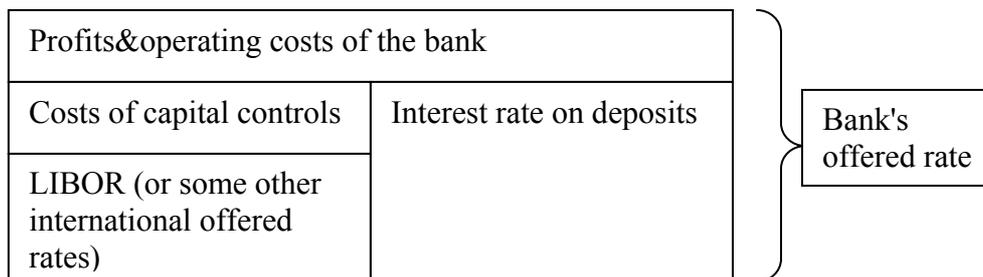 Profits&operating costs of the bank
Costs of capital controls
Interest rate on deposits
LIBOR (or some other
international offered
rates)
Bank's
offered rate